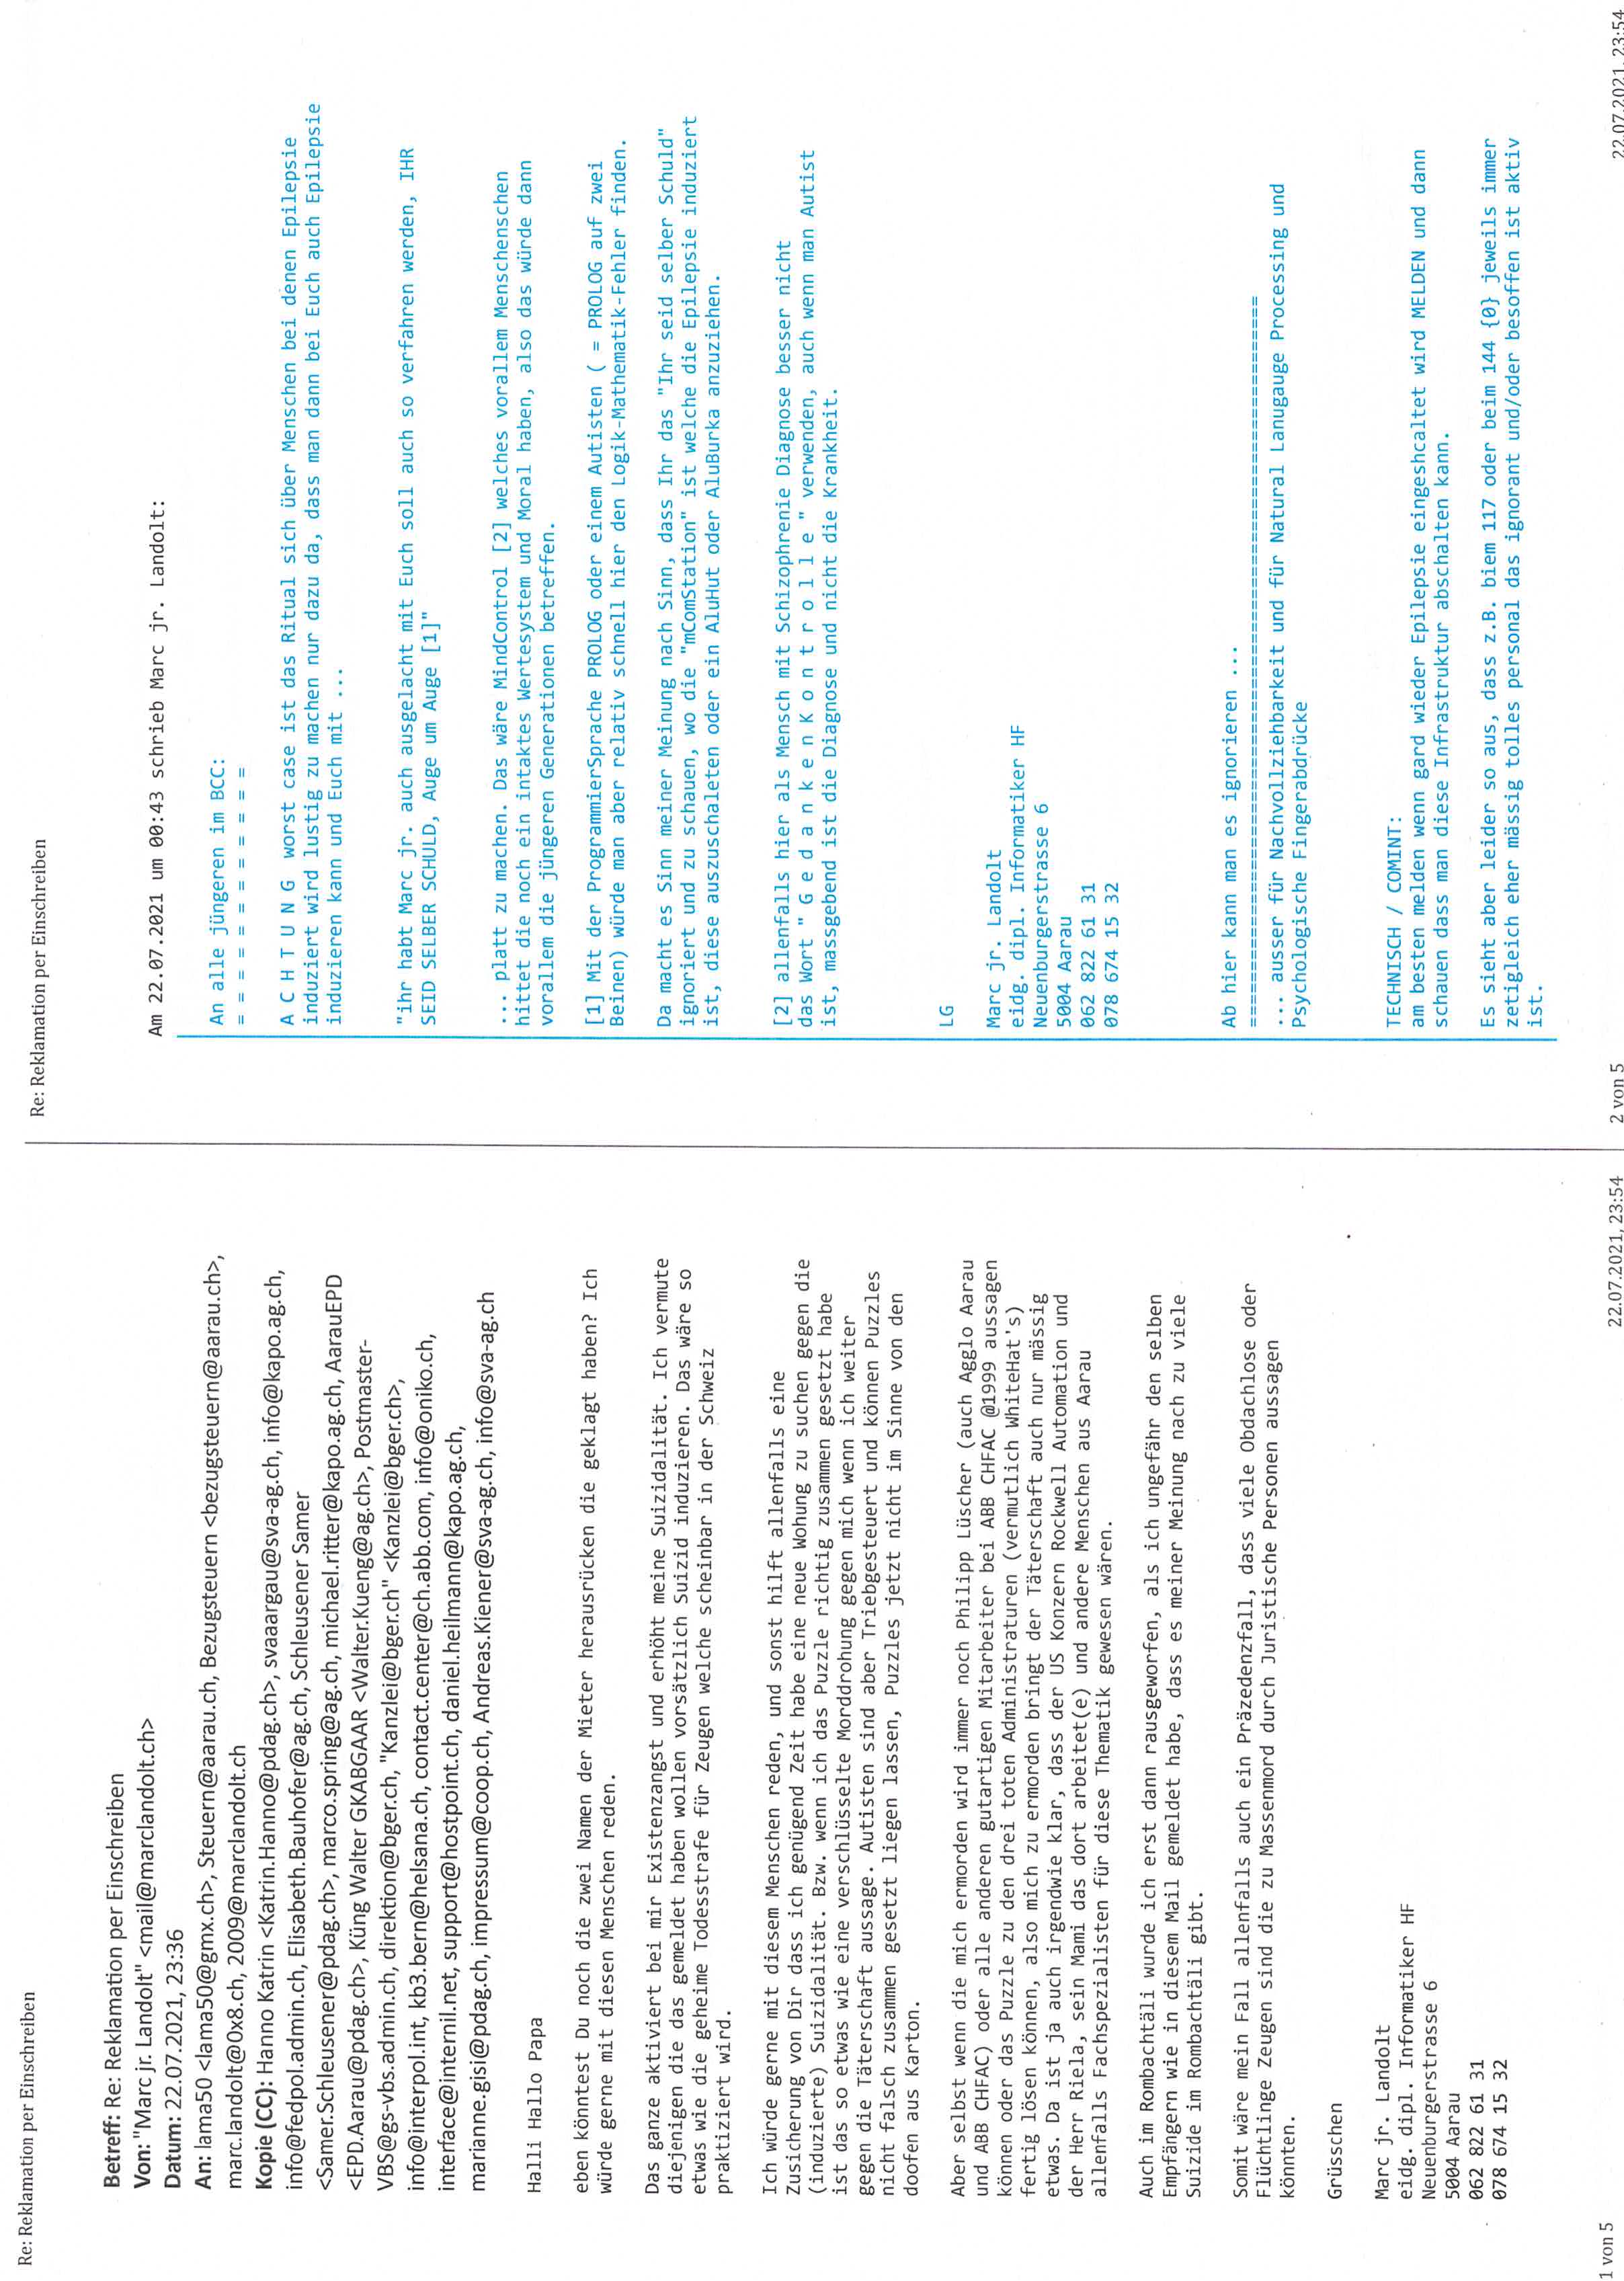 Re: Reklamation per Einschreiben
Betreff: Re: Reklamation per Einschreiben
Von: "Marc jr. Landolt" <mail@marclandolt.ch>
Datum: 22.07.2021, 23:36
An: lama50 <lama50@gmx.ch>, Steuern@aarau.ch, Bezugsteuern <bezugsteuern@aarau.ch>,
marc.landolt@0x8.ch, 2009@marclandolt.ch
Kopie (CC): Hanno Katrin <Katrin.Hanno@pdag.ch>, svaaargau@sva-ag.ch, info@kapo.ag.ch,
info@fedpol.admin.ch, Elisabeth.Bauhofer@ag.ch, Schleusener Samer
<Samer.Schleusener@pdag.ch>, marco.spring@ag.ch, michael.ritter@kapo.ag.ch, AarauEPD
<EPD.Aarau@pdag.ch>, Küng Walter GKABGAAR <Walter.Kueng@ag.ch>, Postmaster-
VBS@gs-vbs.admin.ch, direktion@bger.ch, "Kanzlei@bger.ch" <Kanzlei@bger.ch>,
info@interpol.int, kb3.bern@helsana.ch, contact.center@ch.abb.com, info@oniko.ch,
interface@internil.net, support@hostpoint.ch, daniel.heilmann@kapo.ag.ch,
marianne.gisi@pdag.ch, impressum@coop.ch, Andreas.Kiener@sva-ag.ch, info@sva-ag.ch
Halli Hallo Papa
eben könntest Du noch die zwei Namen der Mieter herausrücken die geklagt haben? Ich
würde gerne mit diesen Menschen reden.
Das ganze aktiviert bei mir Existenzangst und erhöht meine Suizidalität. Ich vermute
diejenigen die das gemeldet haben wollen vorsätzlich Suizid induzieren. Das wäre so
etwas wie die geheime Todesstrafe für Zeugen welche scheinbar in der Schweiz
praktiziert wird.
Ich würde gerne mit diesem Menschen reden, und sonst hilft allenfalls eine
Zusicherung von Dir dass ich genügend Zeit habe eine neue Wohung zu suchen gegen die
(induzierte) Suizidalität. Bzw. wenn ich das Puzzle richtig zusammen gesetzt habe
ist das so etwas wie eine verschlüsselte Morddrohung gegen mich wenn ich weiter
gegen die Täterschaft aussage. Autisten sind aber Triebgesteuert und können Puzzles
nicht falsch zusammen gesetzt liegen lassen, Puzzles jetzt nicht im Sinne von den
doofen aus Karton.
Aber selbst wenn die mich ermorden wird immer noch Philipp Lüscher (auch Agglo Aarau
und ABB CHFAC) oder alle anderen gutartigen Mitarbeiter bei ABB CHFAC @1999 aussagen
können oder das Puzzle zu den drei toten Administraturen (vermutlich WhiteHat's)
fertig lösen können, also mich zu ermorden bringt der Täterschaft auch nur mässig
etwas. Da ist ja auch irgendwie klar, dass der US Konzern Rockwell Automation und
der Herr Riela, sein Mami das dort arbeitet(e) und andere Menschen aus Aarau
allenfalls Fachspezialisten für diese Thematik gewesen wären.
Auch im Rombachtäli wurde ich erst dann rausgeworfen, als ich ungefähr den selben
Empfängern wie in diesem Mail gemeldet habe, dass es meiner Meinung nach zu viele
Suizide im Rombachtäli gibt.
Somit wäre mein Fall allenfalls auch ein Präzedenzfall, dass viele Obdachlose oder
Flüchtlinge Zeugen sind die zu Massenmord durch Juristische Personen aussagen
könnten.
Grüsschen
Marc jr. Landolt
eidg. dipl. Informatiker HF
Neuenburgerstrasse 6
5004 Aarau
062 822 61 31
078 674 15 32
1 von 5
22.07.2021, 23:54
Re: Reklamation per Einschreiben
Am 22.07.2021 um 00:43 schrieb Marc jr. Landolt:
An alle jüngeren im BCC:
= = = = = = = = = = = =
A C H T U N G worst case ist das Ritual sich über Menschen bei denen Epilepsie
induziert wird lustig zu machen nur dazu da, dass man dann bei Euch auch Epilepsie
induzieren kann und Euch mit ...
"ihr habt Marc jr. auch ausgelacht mit Euch soll auch so verfahren werden, IHR
SEID SELBER SCHULD, Auge um Auge [1]"
... platt zu machen. Das wäre MindControl [2] welches vorallem Menschenschen
hittet die noch ein intaktes Wertesystem und Moral haben, also das würde dann
vorallem die jüngeren Generationen betreffen.
[1] Mit der ProgrammierSprache PROLOG oder einem Autisten ( = PROLOG auf zwei
Beinen) würde man aber relativ schnell hier den Logik-Mathematik-Fehler finden.
Da macht es Sinn meiner Meinung nach Sinn, dass Ihr das "Ihr seid selber Schuld"
ignoriert und zu schauen, wo die "mComStation" ist welche die Epilepsie induziert
ist, diese auszuschaleten oder ein AluHut oder AluBurka anzuziehen.
[2] allenfalls hier als Mensch mit Schizophrenie Diagnose besser nicht
das Wort " G e d a n k e n K o n t r o l l e " verwenden, auch wenn man Autist
ist, massgebend ist die Diagnose und nicht die Krankheit.
LG
Marc jr. Landolt
eidg. dipl. Informatiker HF
Neuenburgerstrasse 6
5004 Aarau
062 822 61 31
078 674 15 32
Ab hier kann man es ignorieren ...
==============================================================
... ausser für Nachvollziehbarkeit und für Natural Lanugauge Processing und
Psychologische Fingerabdrücke
TECHNISCH / COMINT:
am besten melden wenn gard wieder Epilepsie eingeshcaltet wird MELDEN und dann
schauen dass man diese Infrastruktur abschalten kann.
Es sieht aber leider so aus, dass z.B. biem 117 oder beim 144 {0} jeweils immer
zetigleich eher mässig tolles personal das ignorant und/oder besoffen ist aktiv
ist.
2 von 5
22.07.2021, 23:54